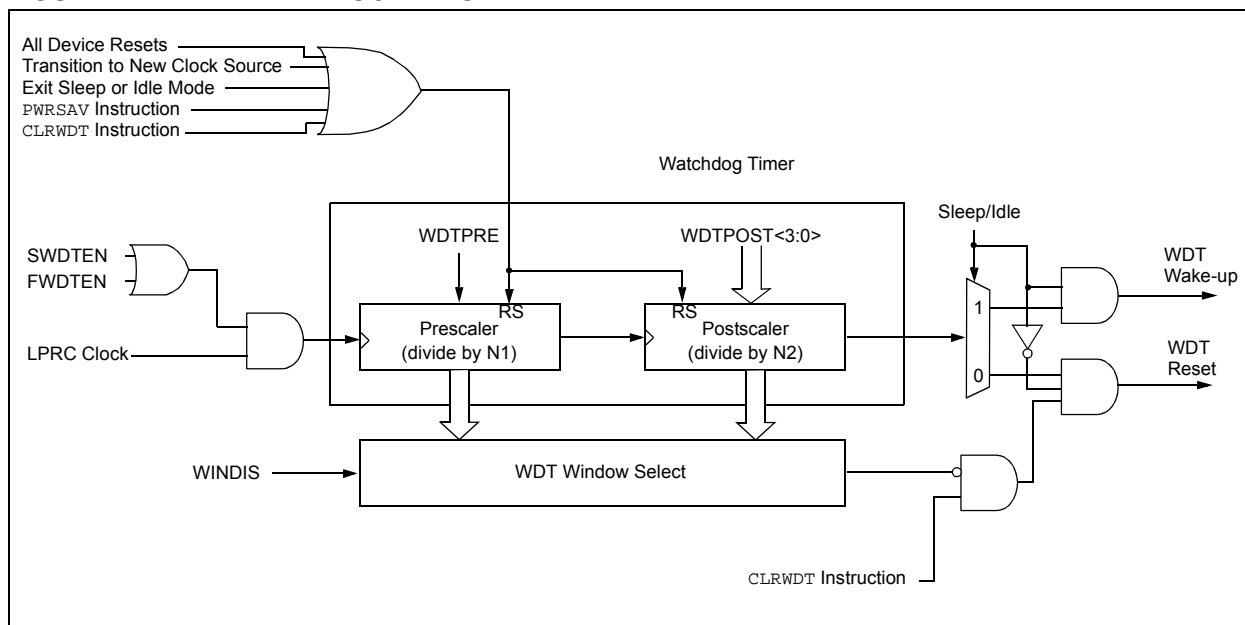 All Device Resets
Transition to New Clock Source
Exit Sleep or Idle Mode
PWRSAV Instruction
CLRWDT Instruction
Watchdog Timer
Sleep/Idle
WDTPRE
WDTPOST<3:0>
SWDTEN
FWDTEN
WDT
Wake-up
RS
RS
1
Prescaler
(divide by N1)
Postscaler
(divide by N2)
LPRC Clock
WDT
Reset
0
WINDIS
WDT Window Select
CLRWDT Instruction